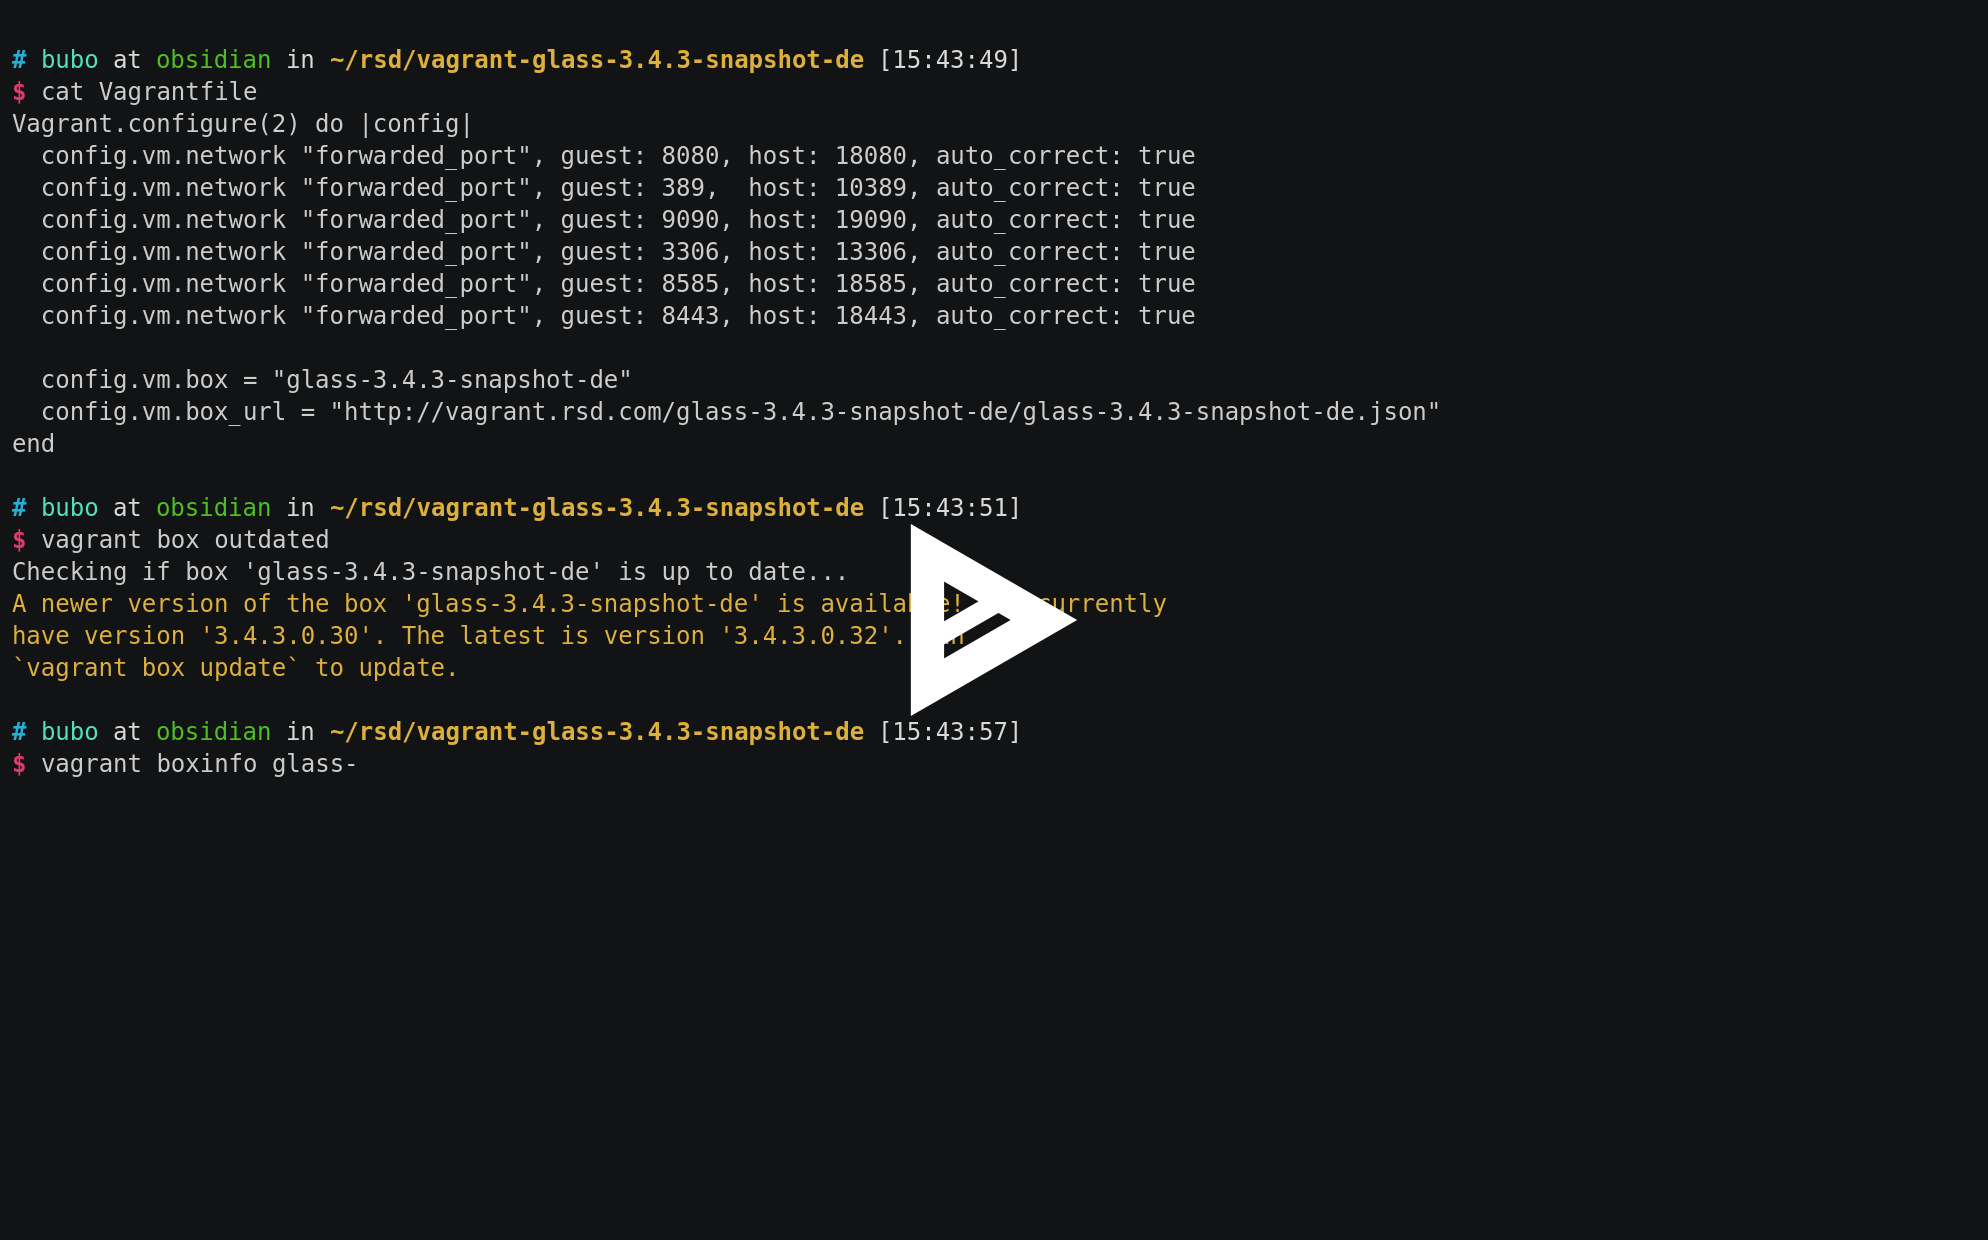 # bubo at obsidian in ~/rsd/vagrant-glass-3.4.3-snapshot-de [15:43:49]
$ cat Vagrantfile
Vagrant.configure(2) do |config|
  config.vm.network "forwarded_port", guest: 8080, host: 18080, auto_correct: true
  config.vm.network "forwarded_port", guest: 389,  host: 10389, auto_correct: true
  config.vm.network "forwarded_port", guest: 9090, host: 19090, auto_correct: true
  config.vm.network "forwarded_port", guest: 3306, host: 13306, auto_correct: true
  config.vm.network "forwarded_port", guest: 8585, host: 18585, auto_correct: true
  config.vm.network "forwarded_port", guest: 8443, host: 18443, auto_correct: true
  config.vm.box = "glass-3.4.3-snapshot-de"
  config.vm.box_url = "http://vagrant.rsd.com/glass-3.4.3-snapshot-de/glass-3.4.3-snapshot-de.json"
end
# bubo at obsidian in ~/rsd/vagrant-glass-3.4.3-snapshot-de [15:43:51]
$ vagrant box outdated
Checking if box 'glass-3.4.3-snapshot-de' is up to date...
A newer version of the box 'glass-3.4.3-snapshot-de' is currently
have version '3.4.3.0.30'. The latest is version '3.4.3.0.32'.
`vagrant box update` to update.
# bubo at obsidian in ~/rsd/vagrant-glass-3.4.3-snapshot-de [15:43:57]
$ vagrant boxinfo glass-